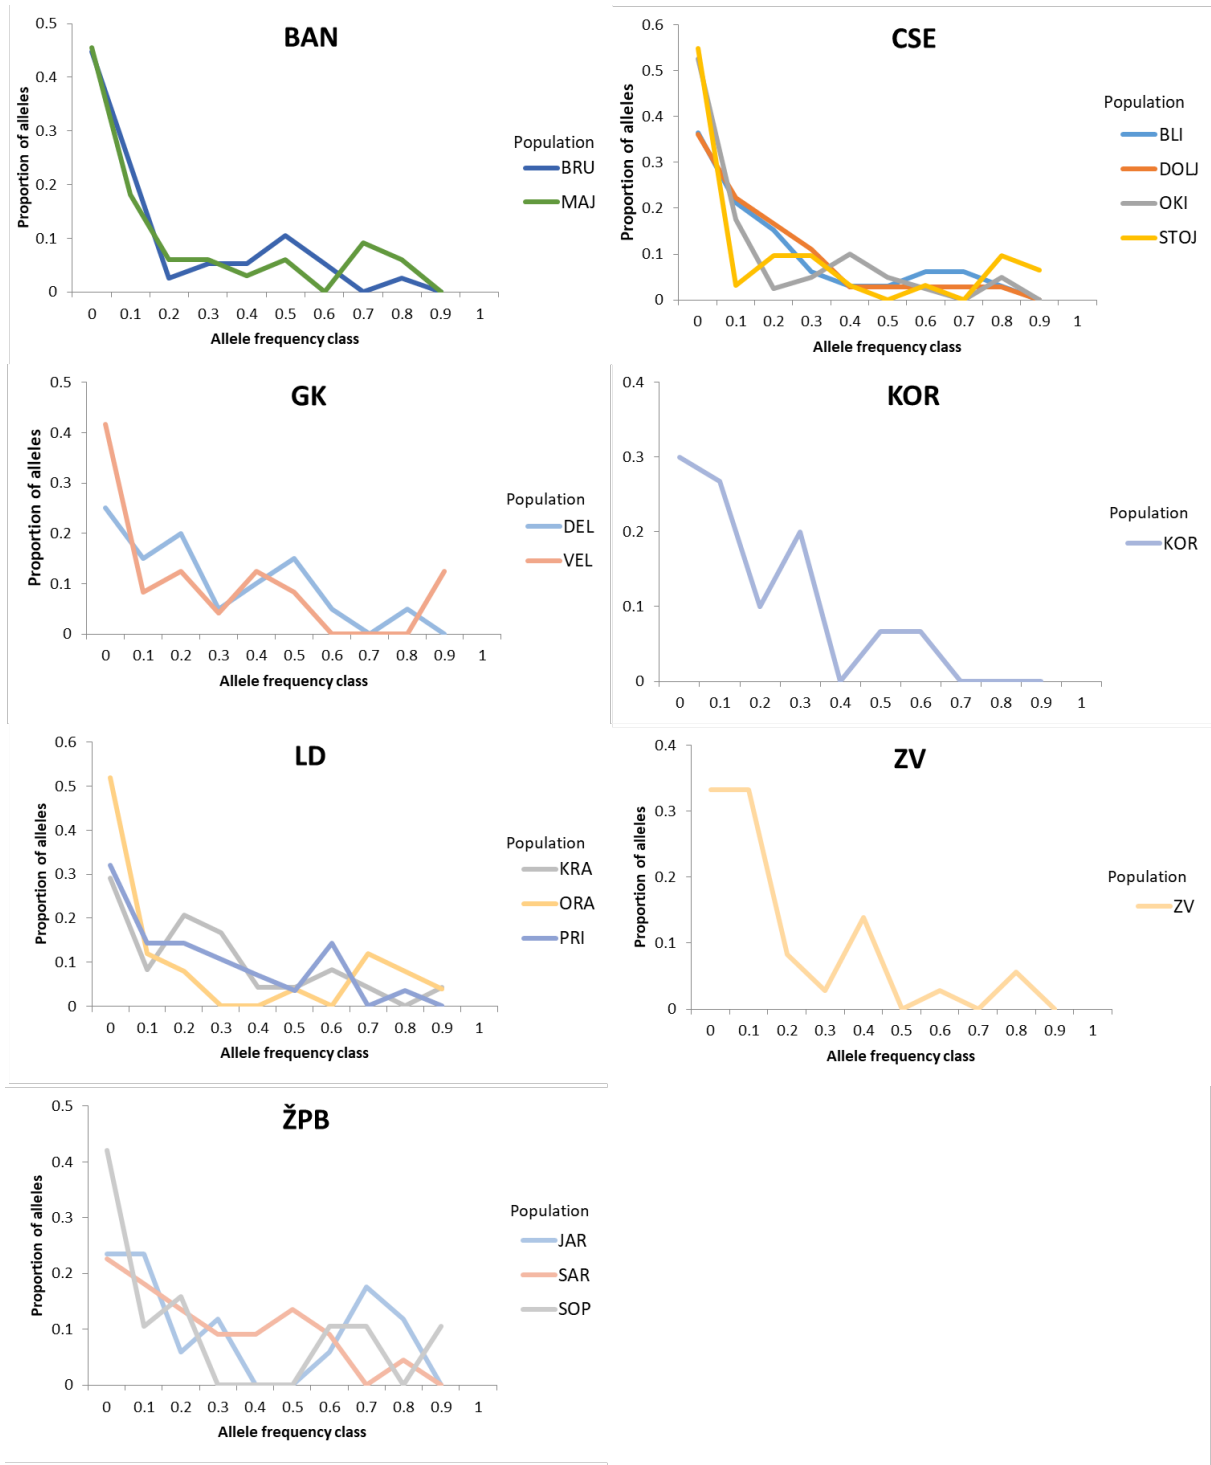 BAN
0.5
0.4
0.3
0.2
0.1
0
Proportion of alleles
0 0.1 0.2 0.3 0.4 0.5 0.6 0.7 0.8 0.9 1
Allele frequency class
Population
BRU
MAJ
CSE
0.6
0.5
0.4
0.3
0.2
0.1
0
Proportion of alleles
0 0.1 0.2 0.3 0.4 0.5 0.6 0.7 0.8 0.9 1
Allele frequency class
Population
BLI
DOLJ
OKI
STOJ
GK
0.5
0.4
0.3
0.2
0.1
0
Proportion of alleles
0 0.1 0.2 0.3 0.4 0.5 0.6 0.7 0.8 0.9 1
Allele frequency class
Population
DEL
VEL
KOR
0.4
0.3
0.2
0.1
0
0 0.1 0.2 0.3 0.4 0.5 0.6 0.7 0.8 0.9 1
Population
KOR
LD
0.6
0.5
0.4
0.3
0.2
0.1
0
Proportion of alleles
0 0.1 0.2 0.3 0.4 0.5 0.6 0.7 0.8 0.9 1
Allele frequency class
Population
KRA
ORA
PRI
ZV
0.4
0.3
0.2
0.1
0
Proportion of alleles
0 0.1 0.2 0.3 0.4 0.5 0.6 0.7 0.8 0.9 1
Allele frequency class
Population
ZV
ŽPB
0.5
0.4
0.3
0.2
0.1
0
Proportion of alleles
0 0.1 0.2 0.3 0.4 0.5 0.6 0.7 0.8 0.9 1
Allele frequency class
Population
JAR
SAR
SOP